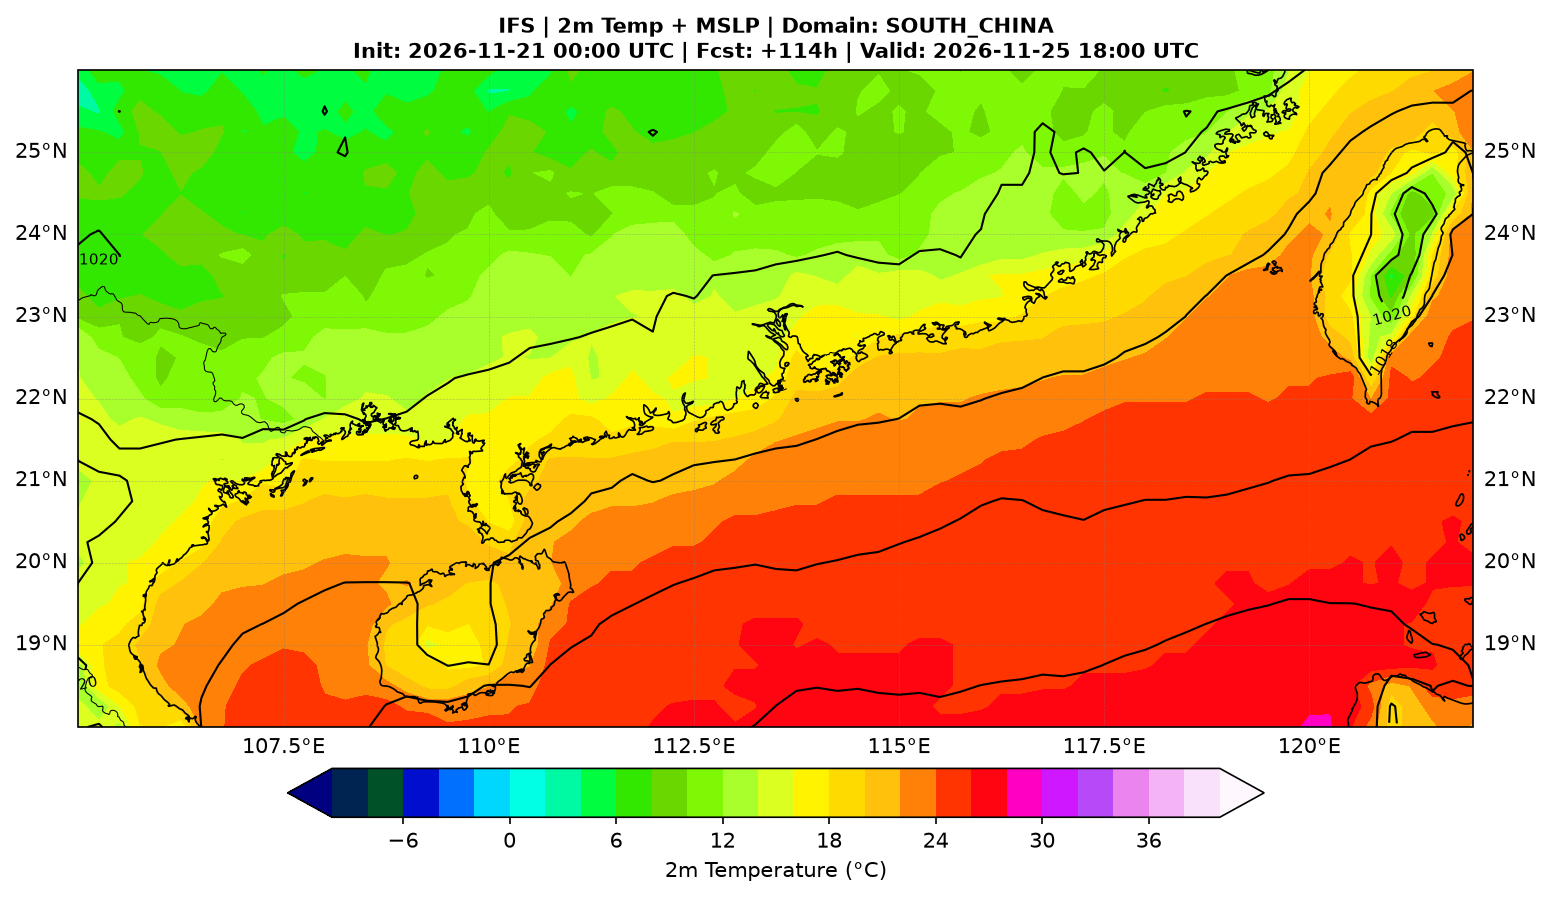 IFS | 2m Temp + MSLP | Domain: SOUTH_CHINA
Init: 2026-11-21 00:00 UTC | Fcst: +114h | Valid: 2026-11-25 18:00 UTC
25°N
25°N
24°N
24°N
1020
23°N
1020
23°N
1018
22°N
22°N
21°N
21°N
20°N
20°N
19°N
19°N
20
107.5°E
110°E
112.5°E
115°E
117.5°E
120°E
−6
0
6
12
18
24
30
36
2m Temperature (°C)